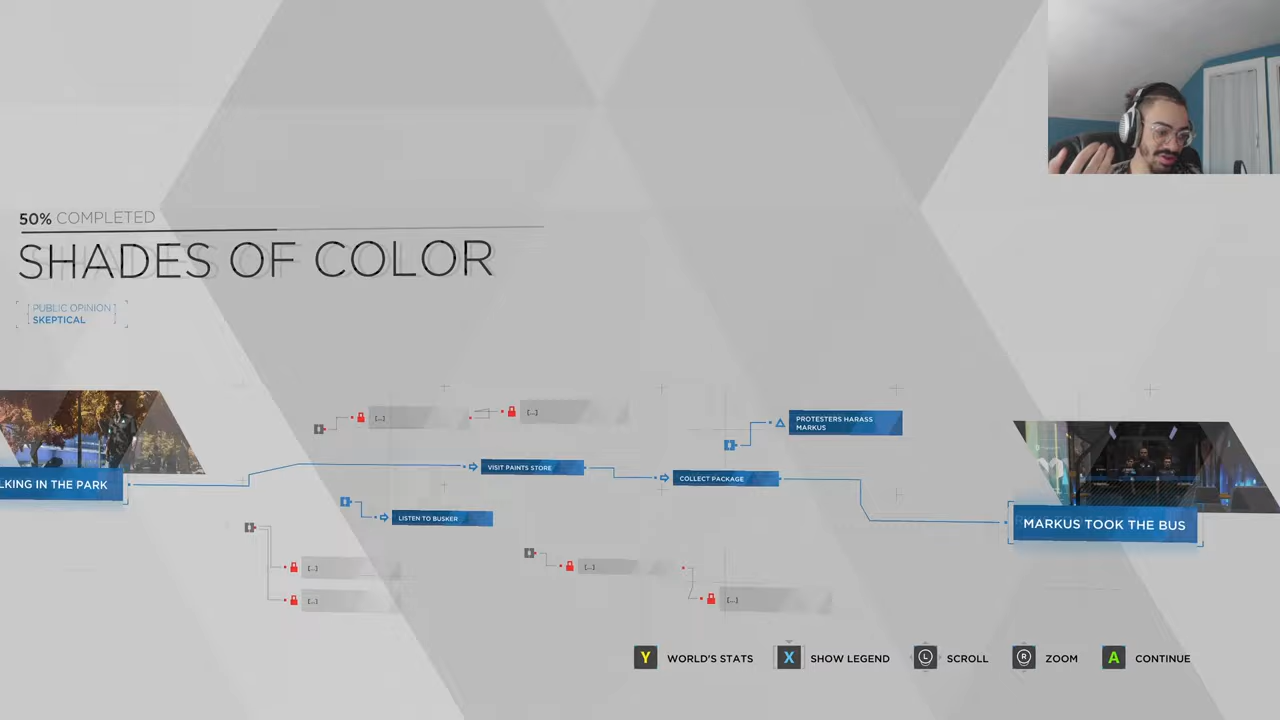 50% COMPLETED
SHADES OF COLOR
PUBLIC OPINION
SKEPTICAL
[...]
[...]
PROTESTERS HARASS
MARKUS
VISIT PAINTS STORE
COLLECT PACKAGE
LKING IN THE PARK
LISTEN TO BUSKER
MARKUS TOOK THE BUS
[...]
[...]
[...]
[...]
Y WORLD'S STATS X SHOW LEGEND L SCROLL R ZOOM A CONTINUE